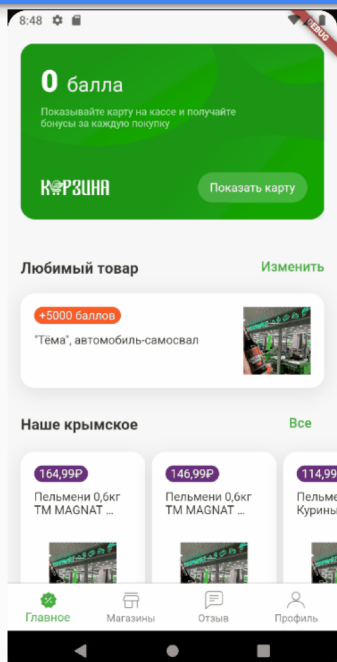 8:48
DEBUG
0 балла
Показывайте карту на кассе и получайте
бонусы за каждую покупку
КОРЗИНА
Показать карту
Любимый товар
Изменить
+5000 баллов
"Тёма", автомобиль-самосвал
Наше крымское
Все
164,99₽
146,99₽
114,99
Пельмени 0,6кг
ТМ MAGNAT ...
Пельмени 0,6кг
ТМ MAGNAT ...
Пельме
Курины
Главное
Магазины
Отзыв
Профиль